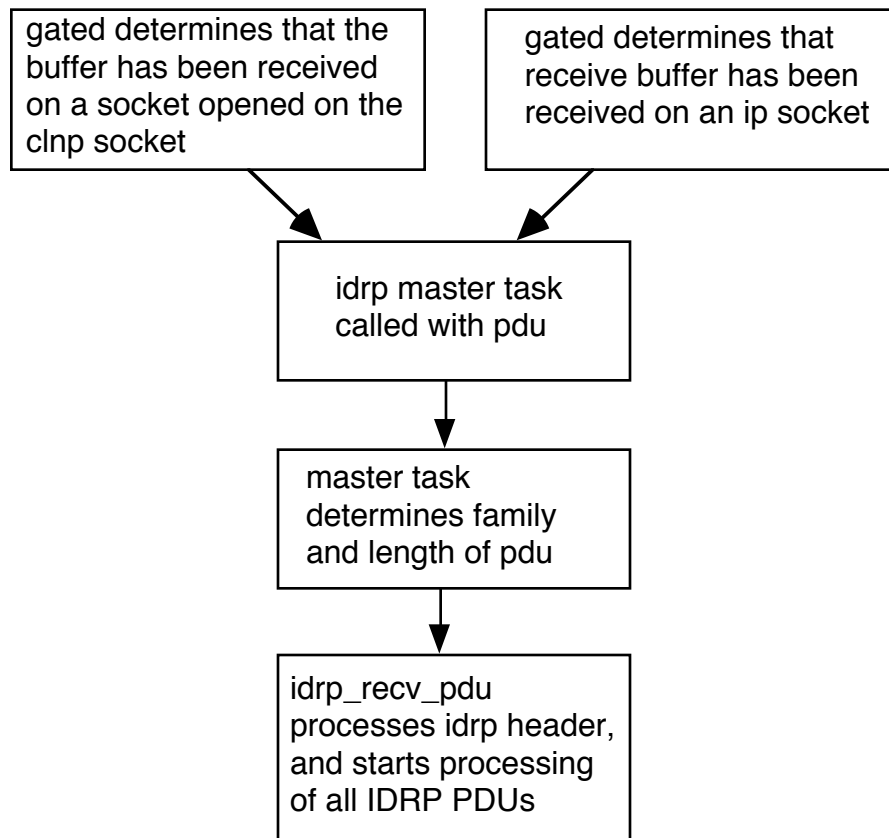 gated determines that the
buffer has been received
on a socket opened on the
clnp socket
gated determines that
receive buffer has been
received on an ip socket
idrp master task
called with pdu
master task
determines family
and length of pdu
idrp_recv_pdu
processes idrp header,
and starts processing
of all IDRP PDUs